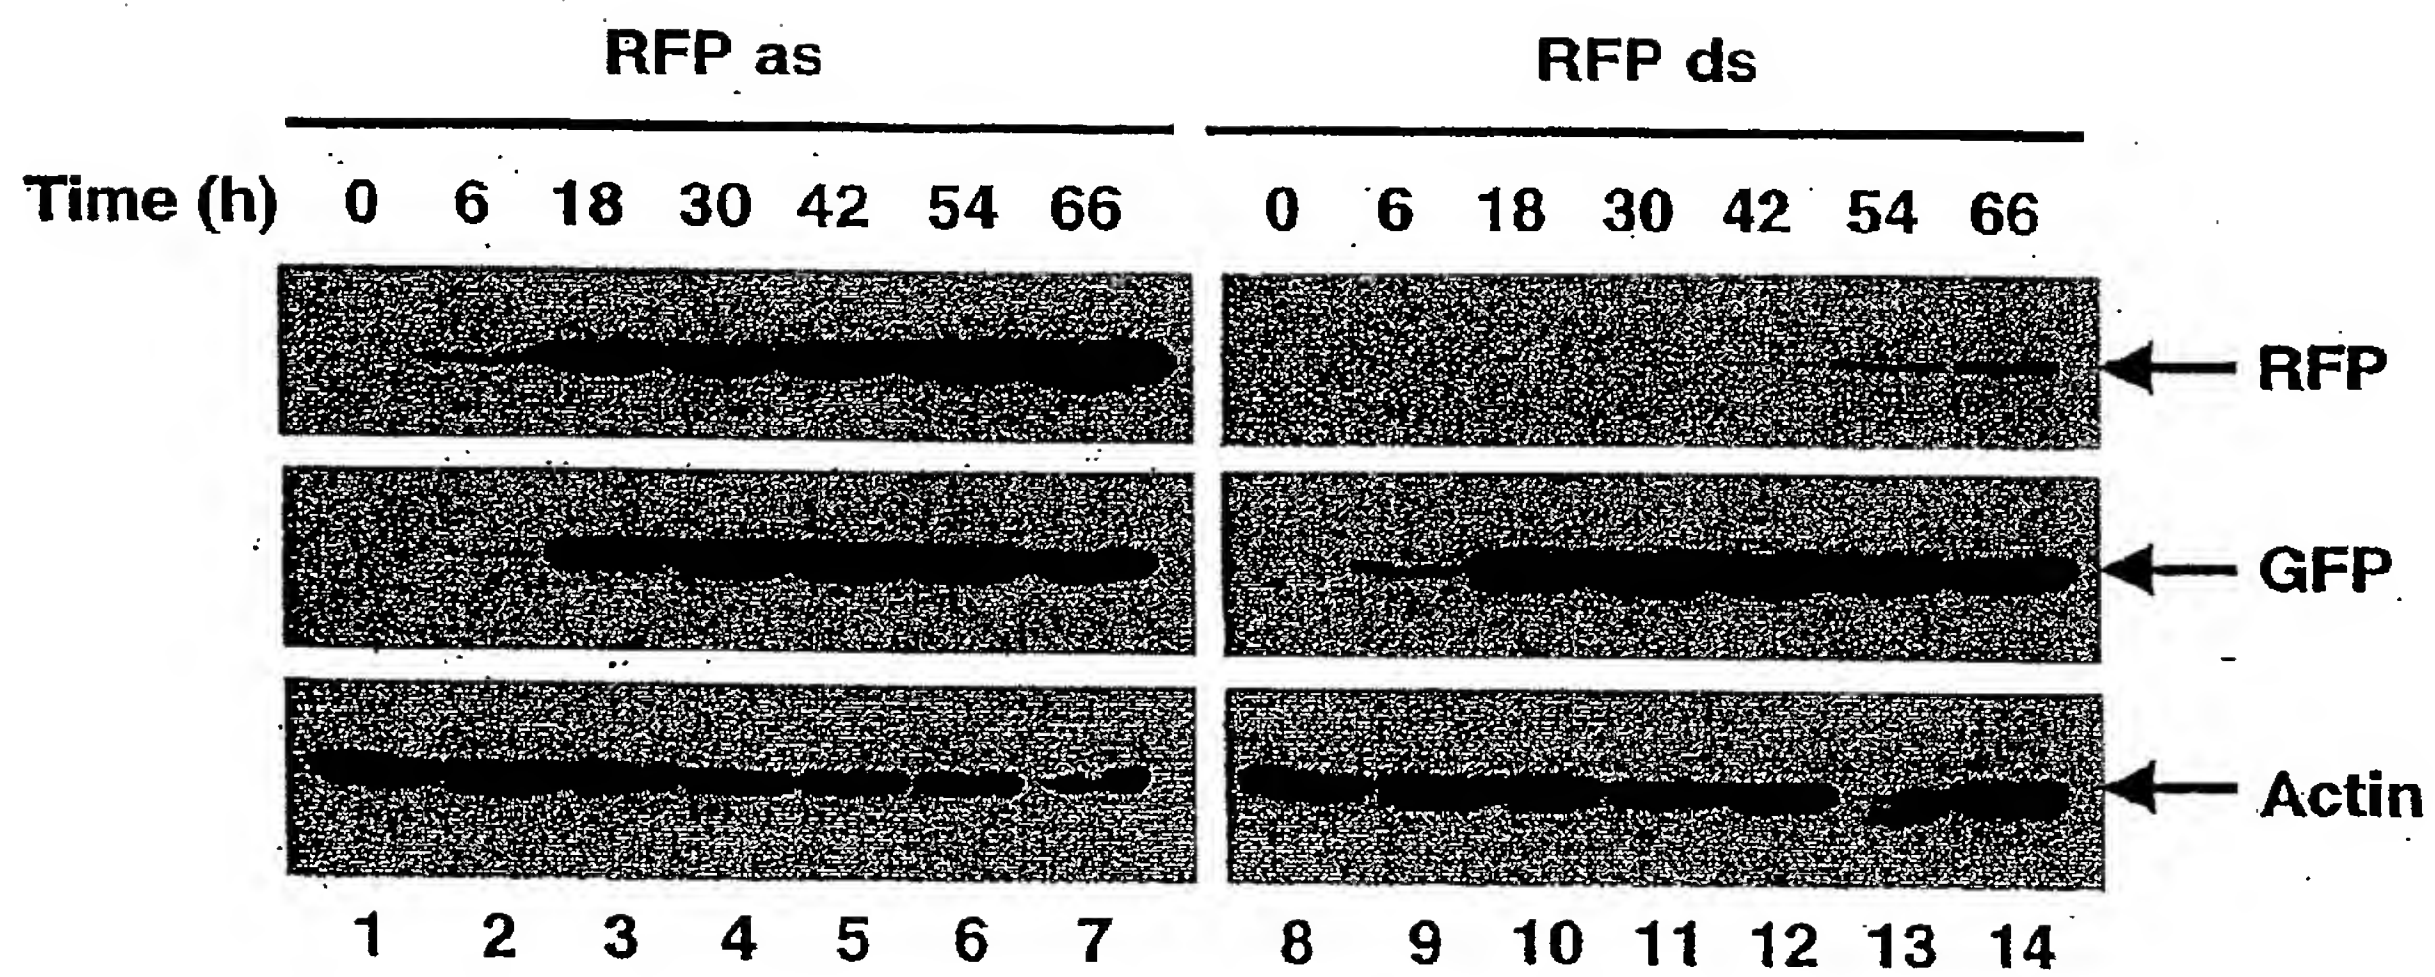 RFP as RFP ds
Time (h) 0 6 18 30 42 54 66 0 6 18 30 42 54 66
RFP
GFP
Actin
1 2 3 4 5 6 7 8 9 10 11 12 13 14